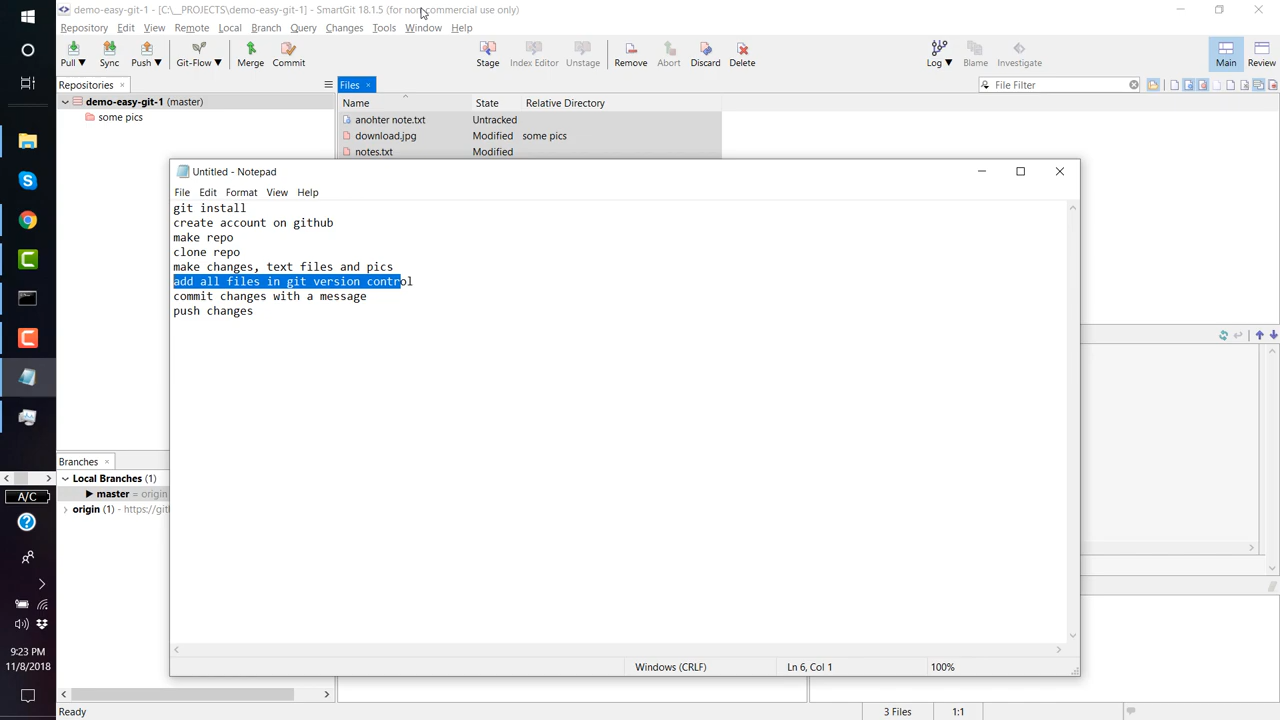 demo-easy-git-1 - [C:\__PROJECTS\demo-easy-git-1] - SmartGit 18.1.5 (for non-commercial use only)
Repository Edit View Remote Local Branch Query Changes Tools Window Help
Pull Sync Push Git-Flow Merge Commit Stage Index Editor Unstage Remove Abort Discard Delete Log Blame Investigate Main Review
Repositories
Files
File Filter
demo-easy-git-1 (master)
some pics
Name State Relative Directory
anohter note.txt Untracked
download.jpg Modified some pics
notes.txt Modified
Untitled - Notepad
File Edit Format View Help
git install
create account on github
make repo
clone repo
make changes, text files and pics
add all files in git version control
commit changes with a message
push changes
Windows (CRLF) Ln 6, Col 1 100%
Branches
Local Branches (1)
master = origin
origin (1) - https://git
A/C
9:23 PM
11/8/2018
Ready 3 Files 1:1